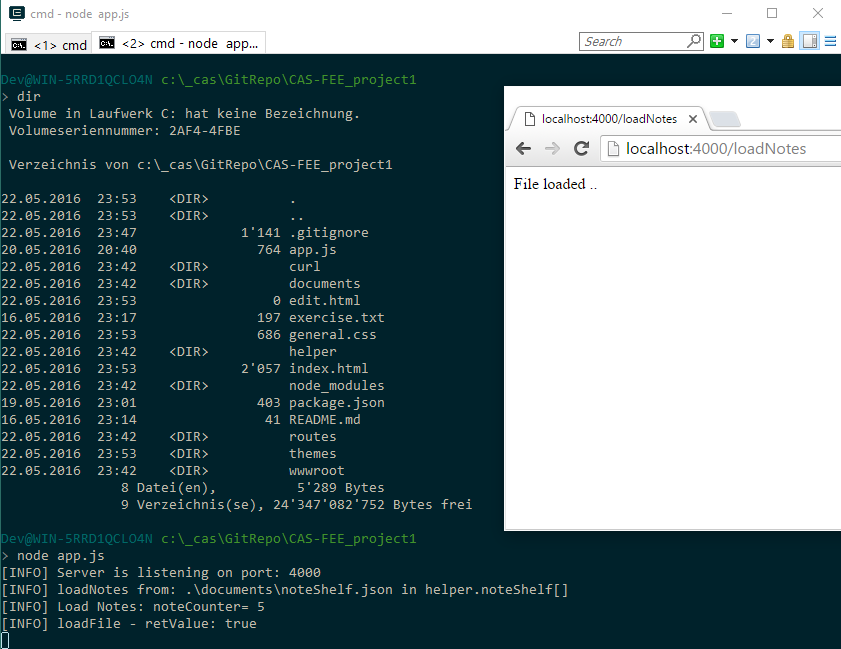 cmd - node app.js
<1> cmd
<2> cmd - node app...
Search
Dev@WIN-5RRD1QCLO4N c:\_cas\GitRepo\CAS-FEE_project1
> dir
Volume in Laufwerk C: hat keine Bezeichnung.
Volumeseriennummer: 2AF4-4FBE
Verzeichnis von c:\_cas\GitRepo\CAS-FEE_project1
22.05.2016  23:53    <DIR>          .
22.05.2016  23:53    <DIR>          ..
22.05.2016  23:47             1'141 .gitignore
20.05.2016  20:40               764 app.js
22.05.2016  23:42    <DIR>          curl
22.05.2016  23:42    <DIR>          documents
22.05.2016  23:53                 0 edit.html
16.05.2016  23:17               197 exercise.txt
22.05.2016  23:53               686 general.css
22.05.2016  23:42    <DIR>          helper
22.05.2016  23:53             2'057 index.html
22.05.2016  23:42    <DIR>          node_modules
19.05.2016  23:01               403 package.json
16.05.2016  23:14                41 README.md
22.05.2016  23:42    <DIR>          routes
22.05.2016  23:53    <DIR>          themes
22.05.2016  23:42    <DIR>          wwwroot
8 Datei(en),          5'289 Bytes
9 Verzeichnis(se), 24'347'082'752 Bytes frei
Dev@WIN-5RRD1QCLO4N c:\_cas\GitRepo\CAS-FEE_project1
> node app.js
[INFO] Server is listening on port: 4000
[INFO] loadNotes from: .\documents\noteShelf.json in helper.noteShelf[]
[INFO] Load Notes: noteCounter= 5
[INFO] loadFile - retValue: true
localhost:4000/loadNotes
localhost:4000/loadNotes
File loaded ..